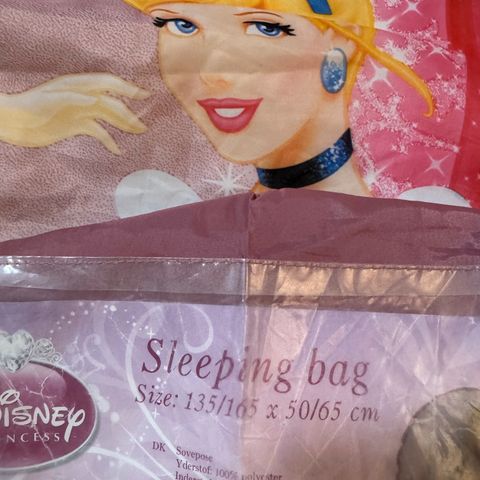 Sleeping bag
Size: 135/165 x 50/65 cm
DISNEY
PRINCESS
DK Sovepose
Yderstof: 100% polyester